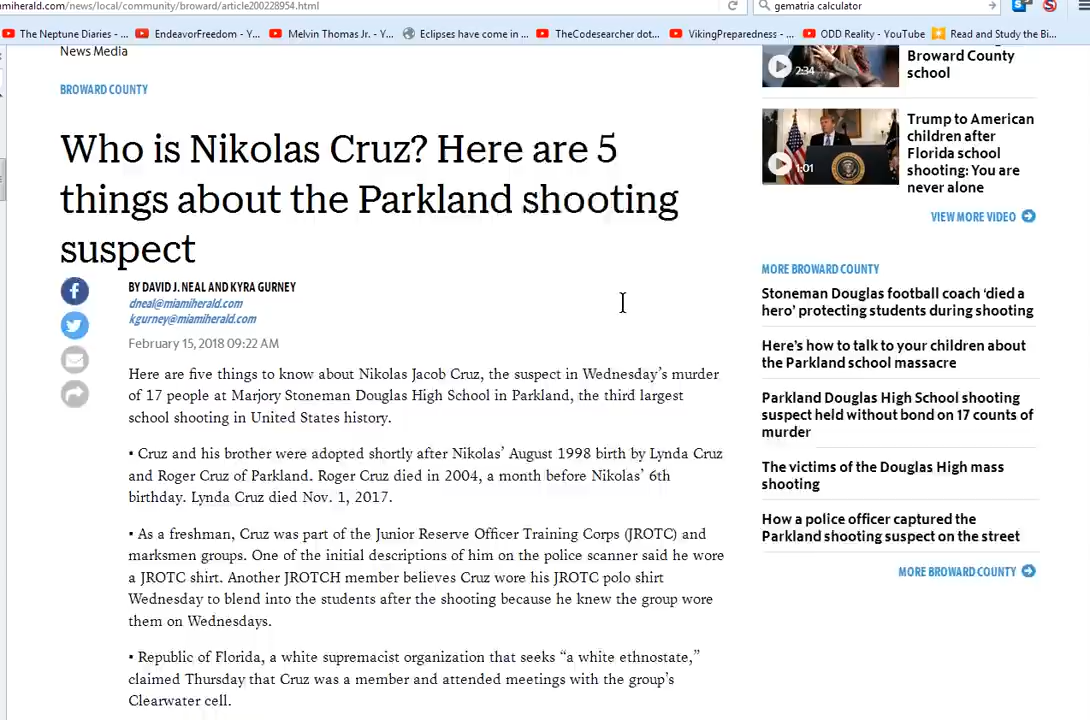 miherald.com/news/local/community/broward/article200228954.html
gematria calculator
The Neptune Diaries - ...
EndeavorFreedom - Y...
Melvin Thomas Jr. - Y...
Eclipses have come in ...
TheCodesearcher dot...
VikingPreparedness - ...
ODD Reality - YouTube
Read and Study the Bi...
News Media
BROWARD COUNTY
Who is Nikolas Cruz? Here are 5
things about the Parkland shooting
suspect
BY DAVID J. NEAL AND KYRA GURNEY
dneal@miamiherald.com
kgurney@miamiherald.com
February 15, 2018 09:22 AM
Here are five things to know about Nikolas Jacob Cruz, the suspect in Wednesday's murder
of 17 people at Marjory Stoneman Douglas High School in Parkland, the third largest
school shooting in United States history.
▪ Cruz and his brother were adopted shortly after Nikolas' August 1998 birth by Lynda Cruz
and Roger Cruz of Parkland. Roger Cruz died in 2004, a month before Nikolas' 6th
birthday. Lynda Cruz died Nov. 1, 2017.
▪ As a freshman, Cruz was part of the Junior Reserve Officer Training Corps (JROTC) and
marksmen groups. One of the initial descriptions of him on the police scanner said he wore
a JROTC shirt. Another JROTCH member believes Cruz wore his JROTC polo shirt
Wednesday to blend into the students after the shooting because he knew the group wore
them on Wednesdays.
▪ Republic of Florida, a white supremacist organization that seeks “a white ethnostate,”
claimed Thursday that Cruz was a member and attended meetings with the group's
Clearwater cell.
2:34
Broward County
school
1:01
Trump to American
children after
Florida school
shooting: You are
never alone
VIEW MORE VIDEO
MORE BROWARD COUNTY
Stoneman Douglas football coach ‘died a
hero’ protecting students during shooting
Here's how to talk to your children about
the Parkland school massacre
Parkland Douglas High School shooting
suspect held without bond on 17 counts of
murder
The victims of the Douglas High mass
shooting
How a police officer captured the
Parkland shooting suspect on the street
MORE BROWARD COUNTY